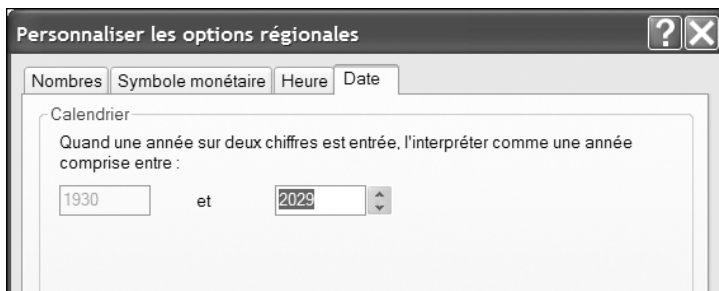 Personnaliser les options régionales
Nombres Symbole monétaire Heure Date
Calendrier
Quand une année sur deux chiffres est entrée, l'interpréter comme une année
comprise entre :
1930 et 2029